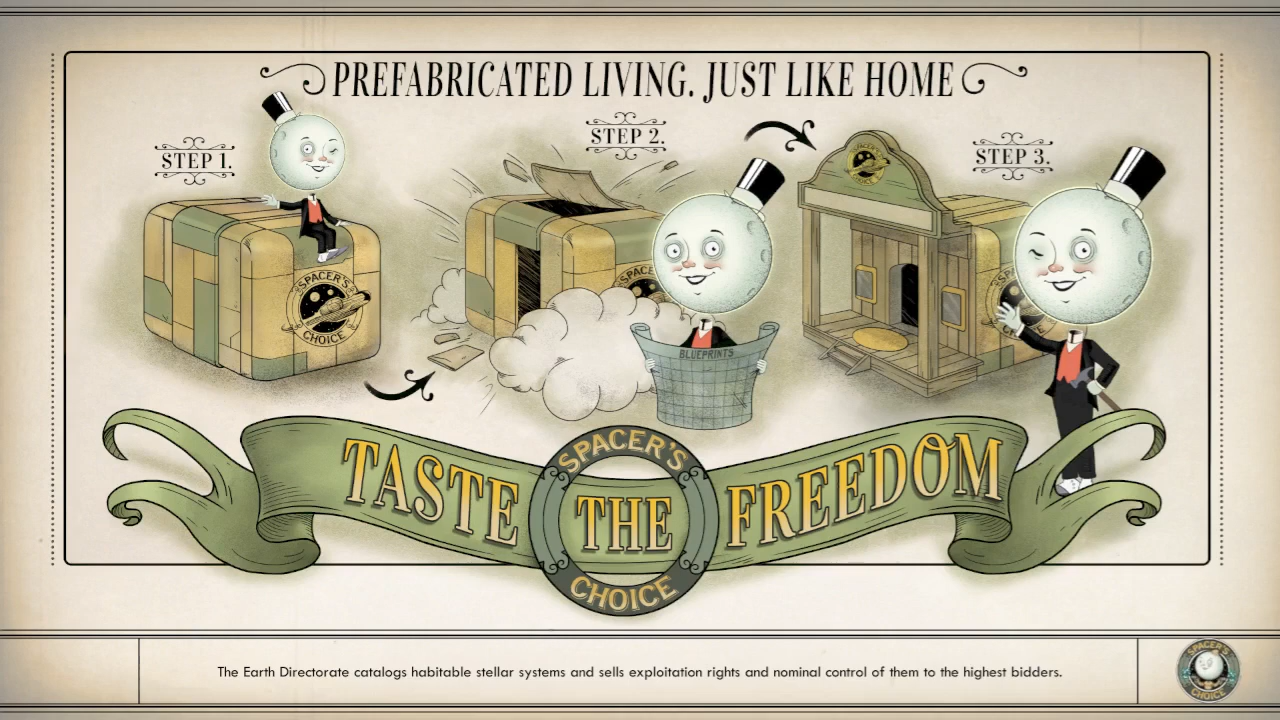 PREFABRICATED LIVING. JUST LIKE HOME
STEP 1.
STEP 2.
STEP 3.
SPACER'S
CHOICE
SPACER'S
BLUEPRINTS
SPACER'S
CHOICE
SPACER'S
TASTE THE FREEDOM
CHOICE
The Earth Directorate catalogs habitable stellar systems and sells exploitation rights and nominal control of them to the highest bidders.
SPACER'S
CHOICE